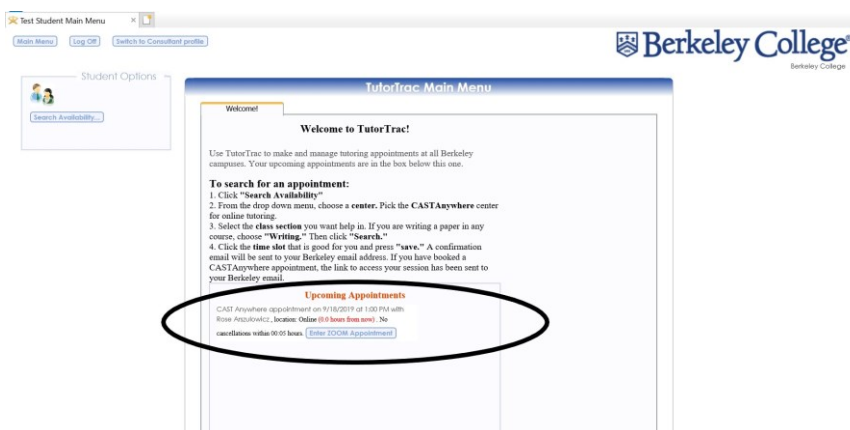 Test Student Main Menu
Main Menu Log Off Switch to Consultant profile
Berkeley College®
Berkeley College
Student Options
Search Availability...
TutorTrac Main Menu
Welcome!
Welcome to TutorTrac!
Use TutorTrac to make and manage tutoring appointments at all Berkeley
campuses. Your upcoming appointments are in the box below this one.
To search for an appointment:
1. Click "Search Availability"
2. From the drop down menu, choose a center. Pick the CASTAnywhere center
for online tutoring.
3. Select the class section you want help in. If you are writing a paper in any
course, choose "Writing." Then click "Search."
4. Click the time slot that is good for you and press "save." A confirmation
email will be sent to your Berkeley email address. If you have booked a
CASTAnywhere appointment, the link to access your session has been sent to
your Berkeley email.
Upcoming Appointments
CAST Anywhere appointment on 9/18/2019 at 1:00 PM with
Rose Anszulowicz , location: Online (0.0 hours from now) . No
cancellations within 00:05 hours. Enter ZOOM Appointment